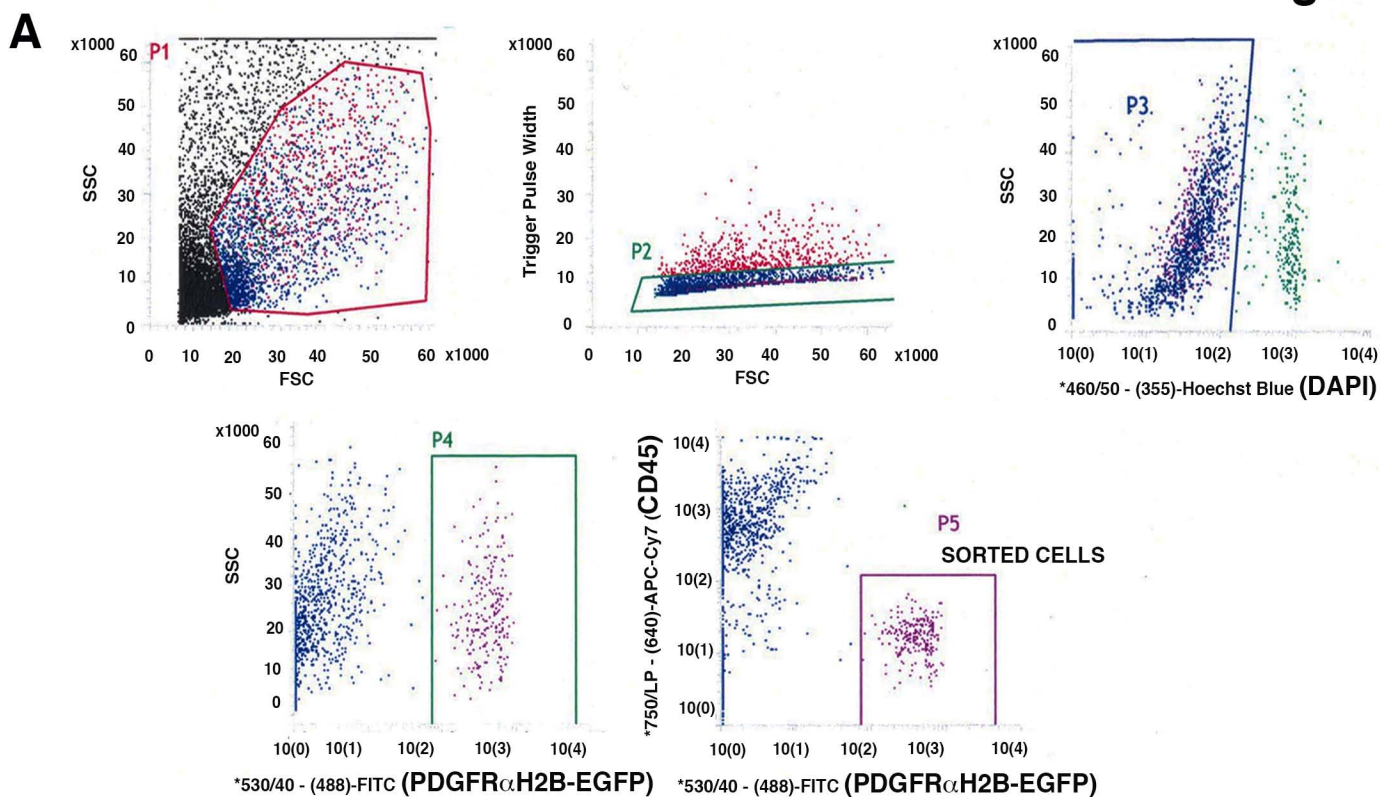 A
x1000
P1
60
50
40
30
20
10
0
SSC
0 10 20 30 40 50 60 x1000
FSC
x1000
60
50
40
30
20
10
0
Trigger Pulse Width
P2
0 10 20 30 40 50 60 x1000
FSC
x1000
60
50
40
30
20
10
0
SSC
P3
10(0) 10(1) 10(2) 10(3) 10(4)
*460/50 - (355)-Hoechst Blue (DAPI)
x1000
60
50
40
30
20
10
0
SSC
P4
10(0) 10(1) 10(2) 10(3) 10(4)
*530/40 - (488)-FITC (PDGFRαH2B-EGFP)
*750/LP - (640)-APC-Cy7 (CD45)
10(4)
10(3)
10(2)
10(1)
10(0)
P5
SORTED CELLS
10(0) 10(1) 10(2) 10(3) 10(4)
*530/40 - (488)-FITC (PDGFRαH2B-EGFP)